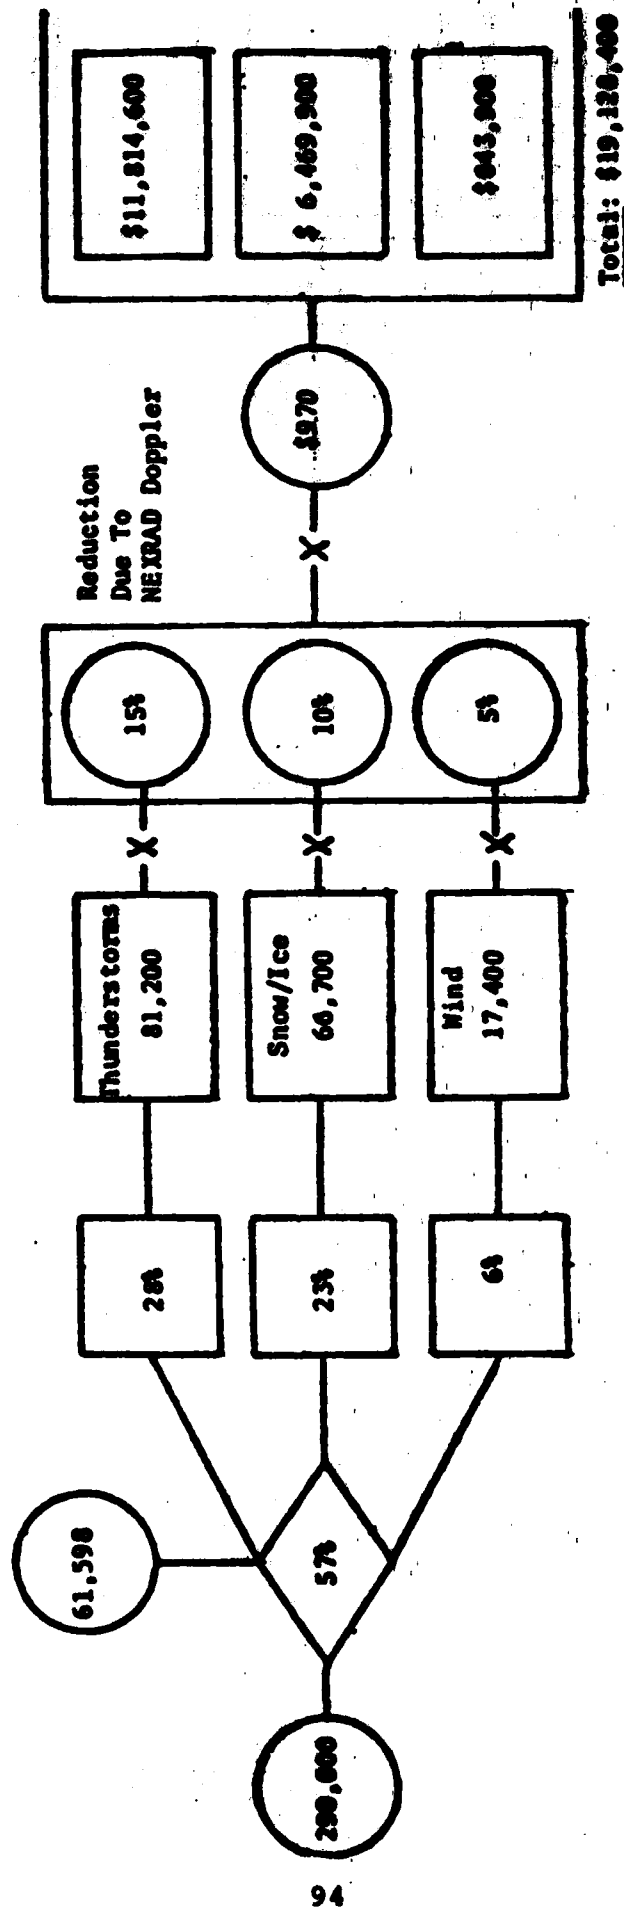 Reduction
Due To
NEXRAD Doppler
61,598
290,000
57%
28%
Thunderstorms
81,200
X
15%
23%
Snow/Ice
66,700
X
10%
6%
Wind
17,400
X
5%
X
$970
$11,814,600
$ 6,469,900
$843,900
Total: $19,128,400
94